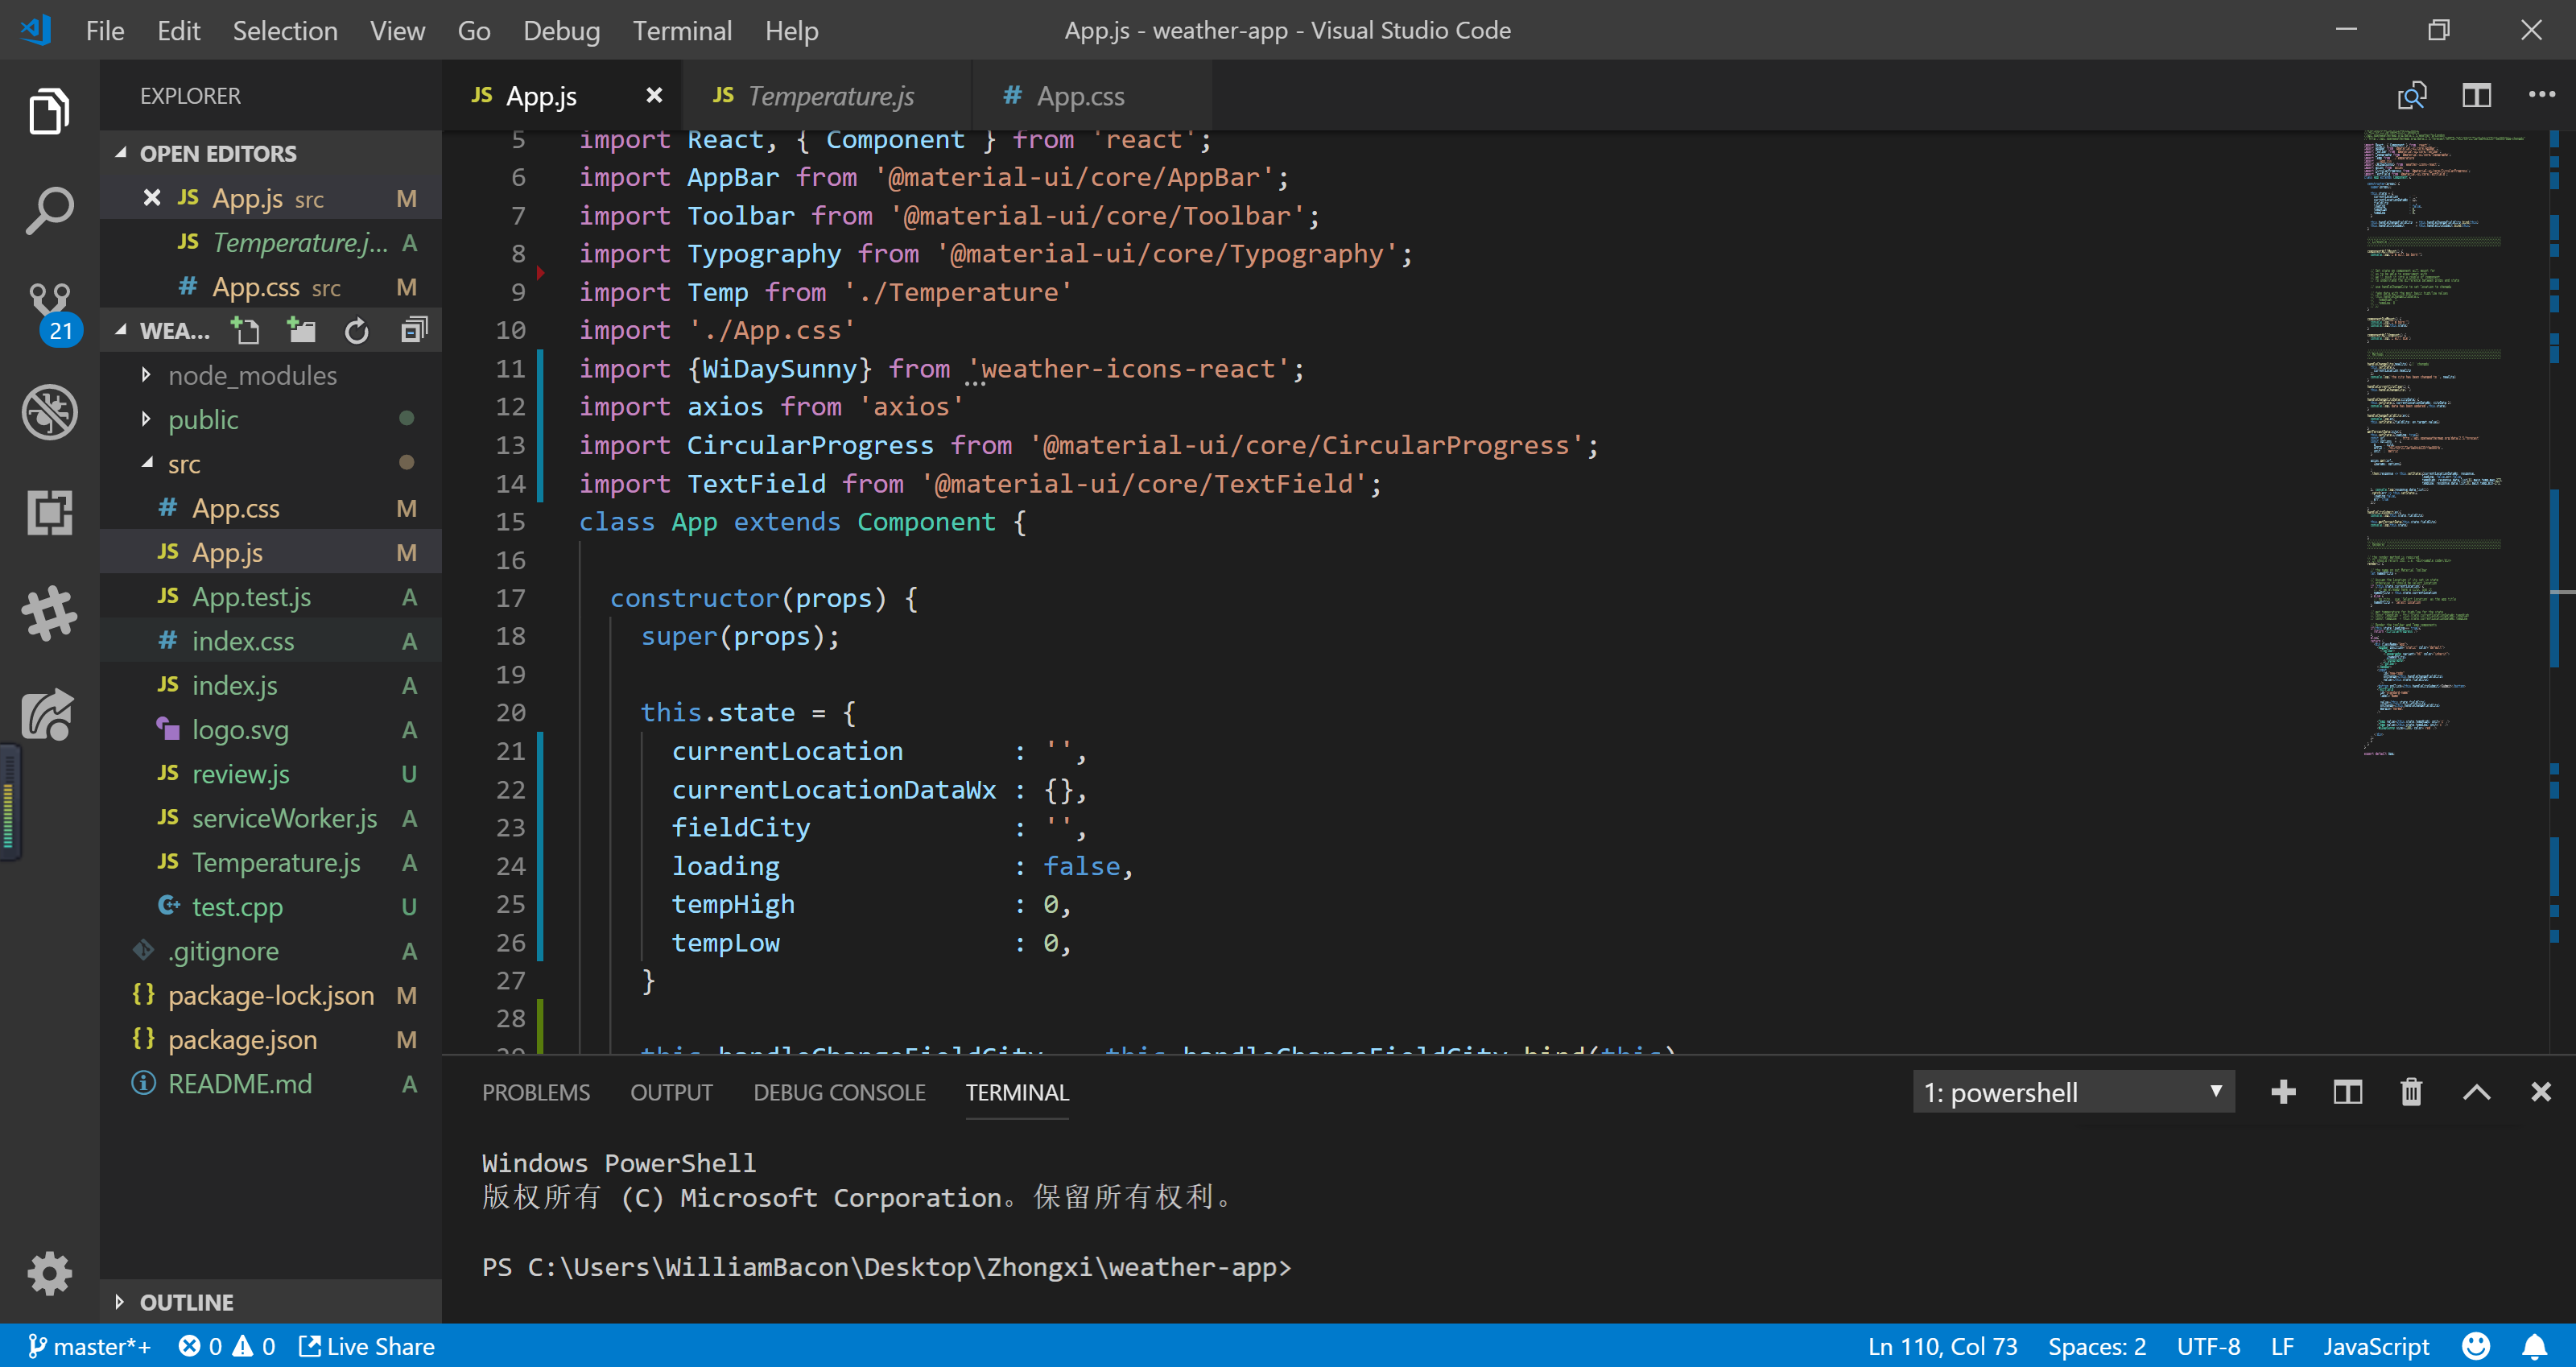 File Edit Selection View Go Debug Terminal Help
App.js - weather-app - Visual Studio Code
EXPLORER
OPEN EDITORS
JS App.js src M
JS Temperature.j... A
# App.css src M
21
WEA...
node_modules
public
src
# App.css M
JS App.js M
JS App.test.js A
# index.css A
JS index.js A
logo.svg A
JS review.js U
JS serviceWorker.js A
JS Temperature.js A
C++ test.cpp U
.gitignore A
{} package-lock.json M
{} package.json M
README.md A
OUTLINE
JS App.js
JS Temperature.js
# App.css
5 import React, { Component } from 'react';
6 import AppBar from '@material-ui/core/AppBar';
7 import Toolbar from '@material-ui/core/Toolbar';
8 import Typography from '@material-ui/core/Typography';
9 import Temp from './Temperature'
10 import './App.css'
11 import {WiDaySunny} from 'weather-icons-react';
12 import axios from 'axios'
13 import CircularProgress from '@material-ui/core/CircularProgress';
14 import TextField from '@material-ui/core/TextField';
15 class App extends Component {
16
17 constructor(props) {
18 super(props);
19
20 this.state = {
21 currentLocation : '',
22 currentLocationDataWx : {},
23 fieldCity : '',
24 loading : false,
25 tempHigh : 0,
26 tempLow : 0,
27 }
28
29 this.handleChangeFieldCity = this.handleChangeFieldCity.bind(this)
PROBLEMS OUTPUT DEBUG CONSOLE TERMINAL
1: powershell
Windows PowerShell
版权所有 (C) Microsoft Corporation。保留所有权利。
PS C:\Users\WilliamBacon\Desktop\Zhongxi\weather-app>
master*+ 0 0 Live Share
Ln 110, Col 73 Spaces: 2 UTF-8 LF JavaScript